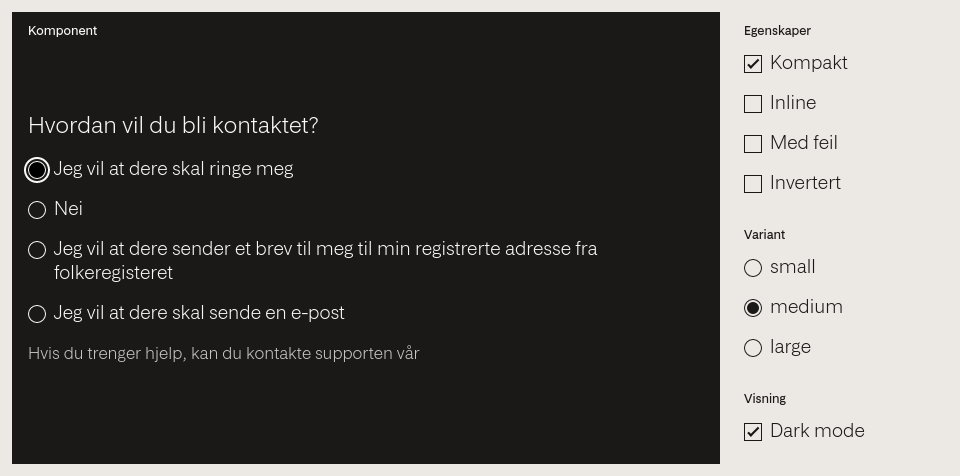 Komponent
Hvordan vil du bli kontaktet?
Jeg vil at dere skal ringe meg
Nei
Jeg vil at dere sender et brev til meg til min registrerte adresse fra
folkeregisteret
Jeg vil at dere skal sende en e-post
Hvis du trenger hjelp, kan du kontakte supporten vår
Egenskaper
Kompakt
Inline
Med feil
Invertert
Variant
small
medium
large
Visning
Dark mode